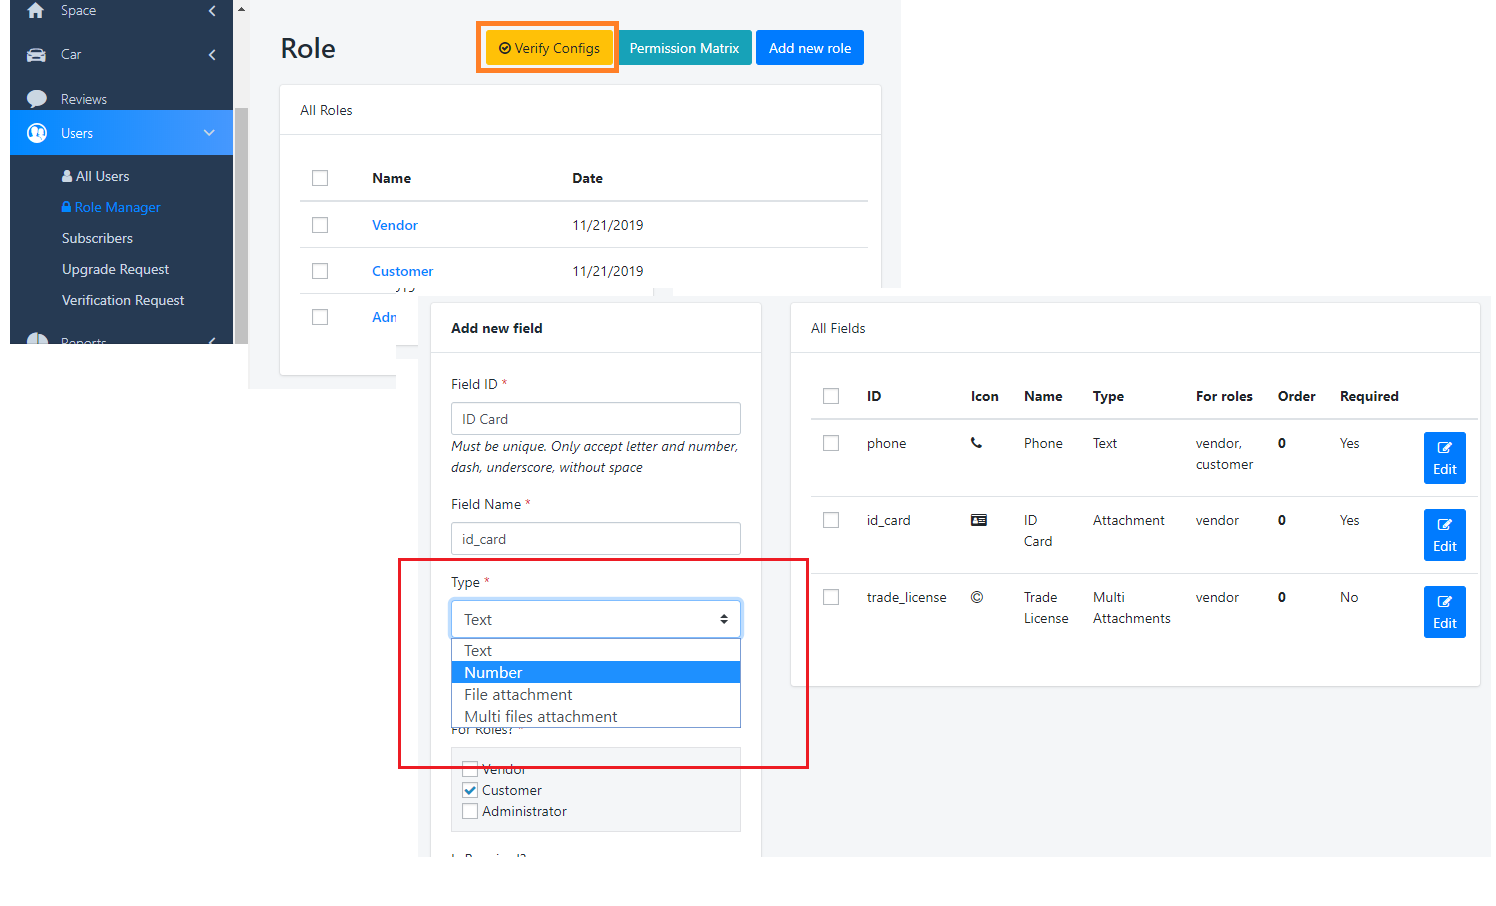 Space
Car
Reviews
Users
All Users
Role Manager
Subscribers
Upgrade Request
Verification Request
Reports
Role
Verify Configs
Permission Matrix
Add new role
All Roles
Name Date
Vendor 11/21/2019
Customer 11/21/2019
Adm
Add new field
Field ID *
ID Card
Must be unique. Only accept letter and number,
dash, underscore, without space
Field Name *
id_card
Type *
Text
Text
Number
File attachment
Multi files attachment
For Roles? *
Vendor
Customer
Administrator
Is Required?
All Fields
ID Icon Name Type For roles Order Required
phone Phone Text vendor, 0 Yes
customer
Edit
id_card ID Attachment vendor 0 Yes
Card
Edit
trade_license Trade Multi vendor 0 No
License Attachments
Edit